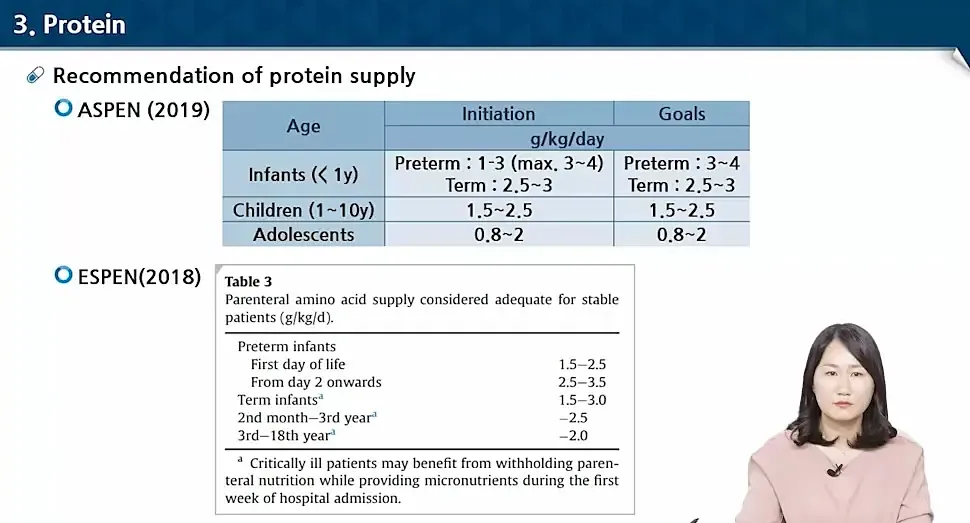 3. Protein
Recommendation of protein supply
ASPEN (2019)
Age Initiation Goals
g/kg/day
Infants (< 1y) Preterm : 1-3 (max. 3~4) Preterm : 3~4
Term : 2.5~3 Term : 2.5~3
Children (1~10y) 1.5~2.5 1.5~2.5
Adolescents 0.8~2 0.8~2
ESPEN(2018)
Table 3
Parenteral amino acid supply considered adequate for stable
patients (g/kg/d).
Preterm infants
First day of life 1.5–2.5
From day 2 onwards 2.5–3.5
Term infantsᵃ 1.5–3.0
2nd month–3rd yearᵃ –2.5
3rd–18th yearᵃ –2.0
ᵃ Critically ill patients may benefit from withholding paren-
teral nutrition while providing micronutrients during the first
week of hospital admission.